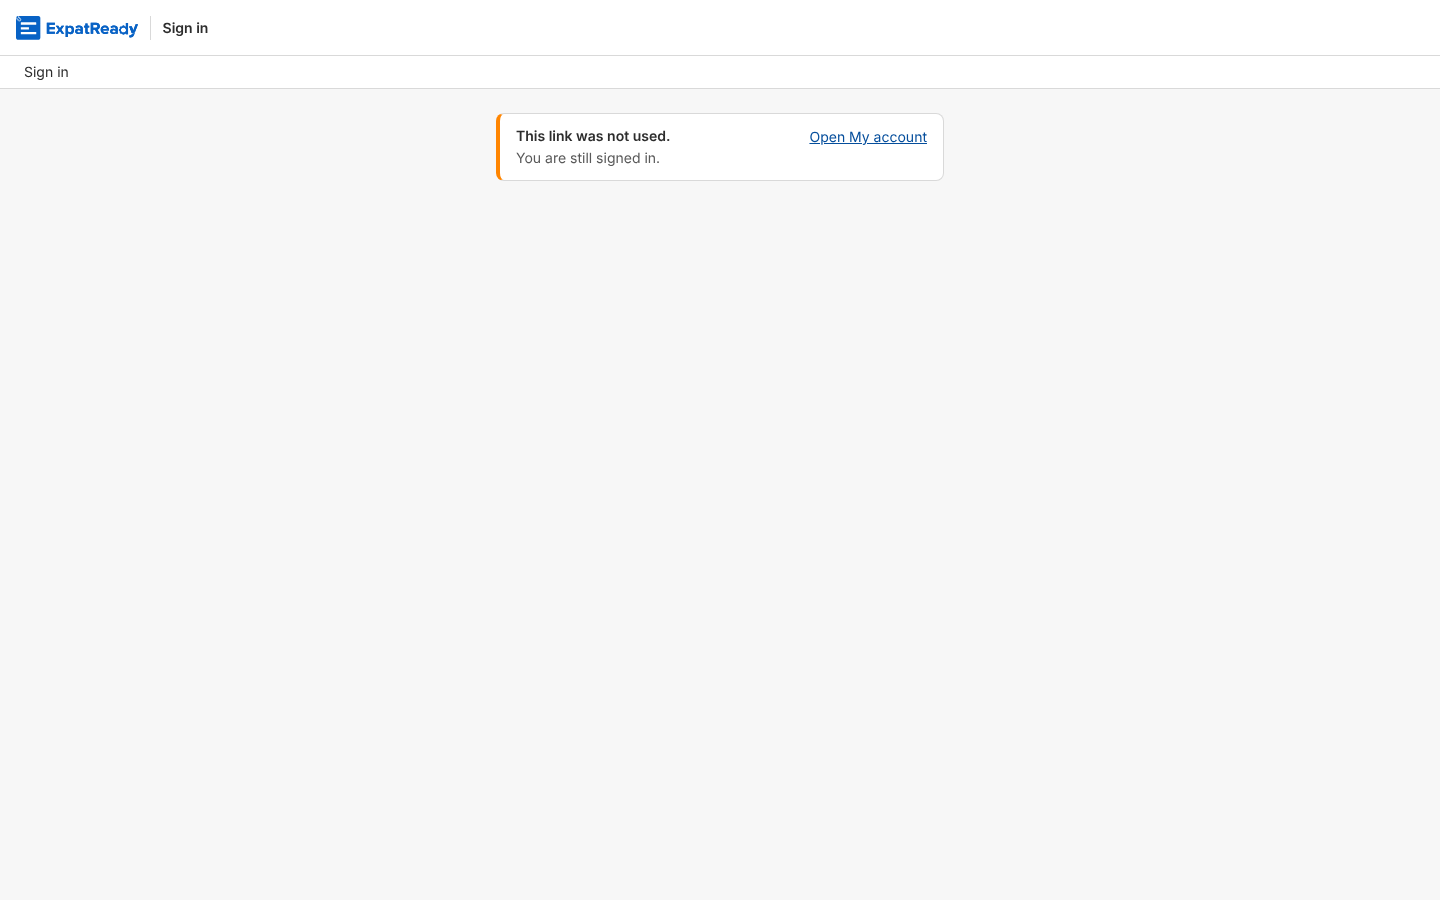 ExpatReady
Sign in
Sign in
This link was not used.
Open My account
You are still signed in.